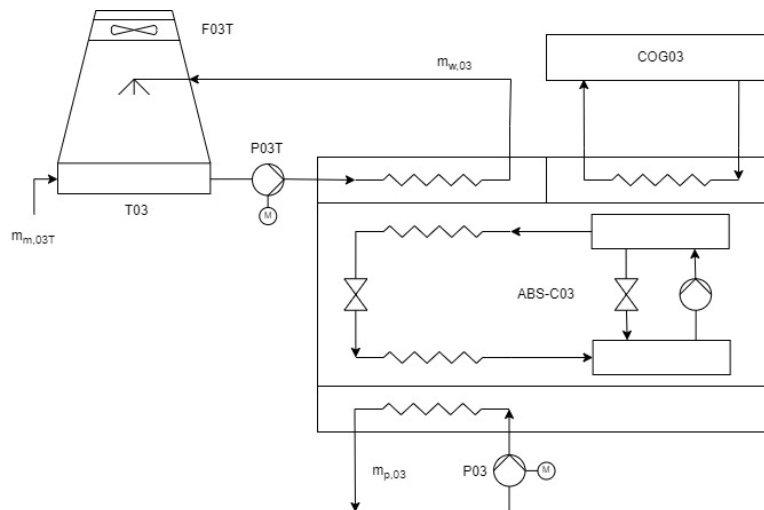 F03T
COG03
m_w,03
P03T
M
T03
m_m,03T
ABS-C03
m_p,03
P03
M